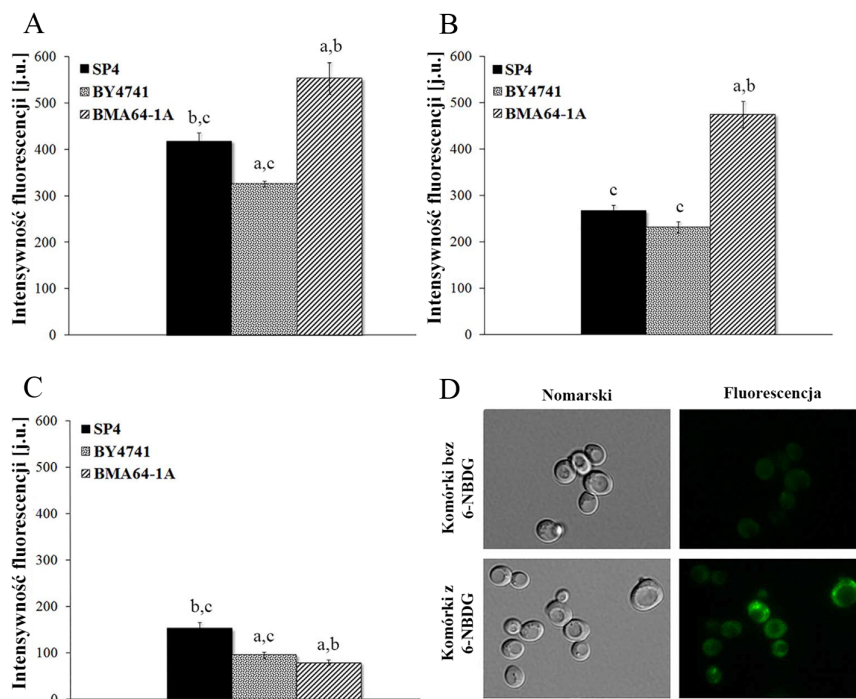 A
Intensywność fluorescencji [j.u.]
600
500
400
300
200
100
0
SP4
BY4741
BMA64-1A
b,c
a,c
a,b
B
Intensywność fluorescencji [j.u.]
600
500
400
300
200
100
0
SP4
BY4741
BMA64-1A
c
c
a,b
C
Intensywność fluorescencji [j.u.]
600
500
400
300
200
100
0
SP4
BY4741
BMA64-1A
b,c
a,c
a,b
D
Nomarski
Fluorescencja
Komórki bez
6-NBDG
Komórki z
6-NBDG